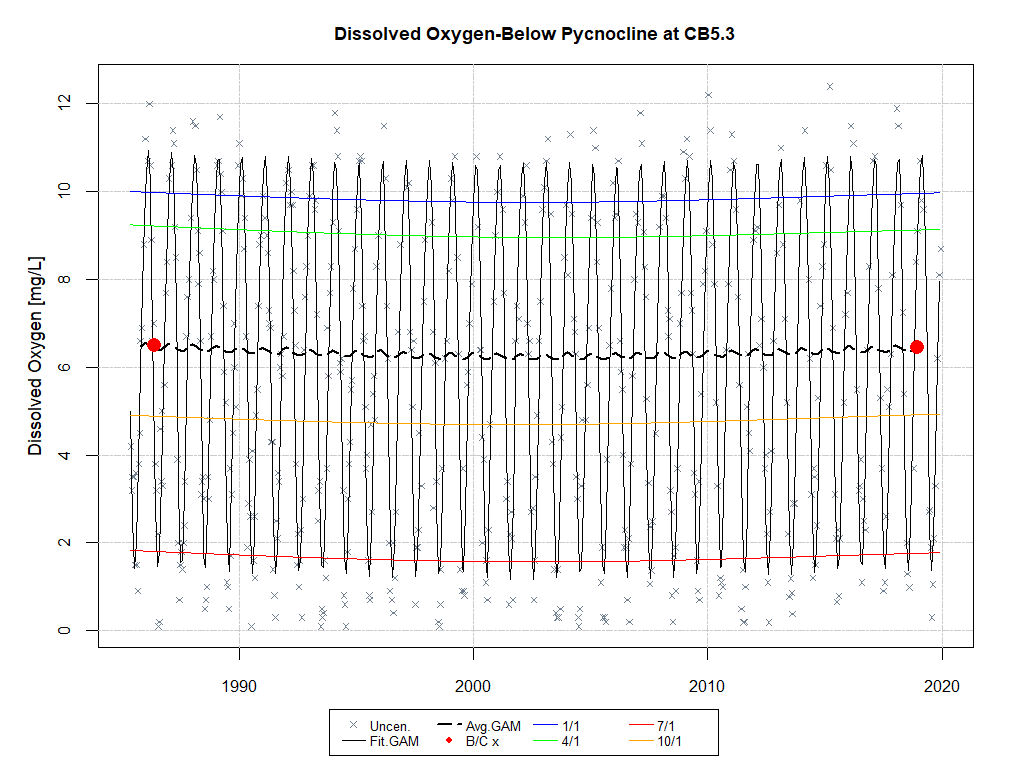 Dissolved Oxygen-Below Pycnocline at CB5.3
Dissolved Oxygen [mg/L]
12
10
8
6
4
2
0
1990 2000 2010 2020
Uncen. Avg.GAM 1/1 7/1
Fit.GAM B/C x 4/1 10/1